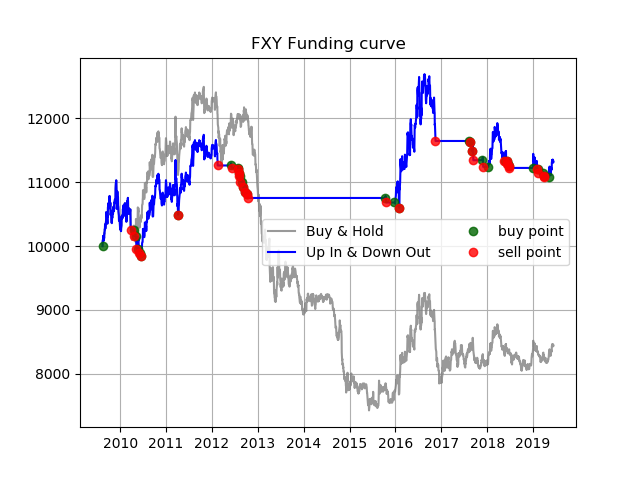 FXY Funding curve
12000
11000
10000
9000
8000
Buy & Hold
Up In & Down Out
buy point
sell point
2010 2011 2012 2013 2014 2015 2016 2017 2018 2019